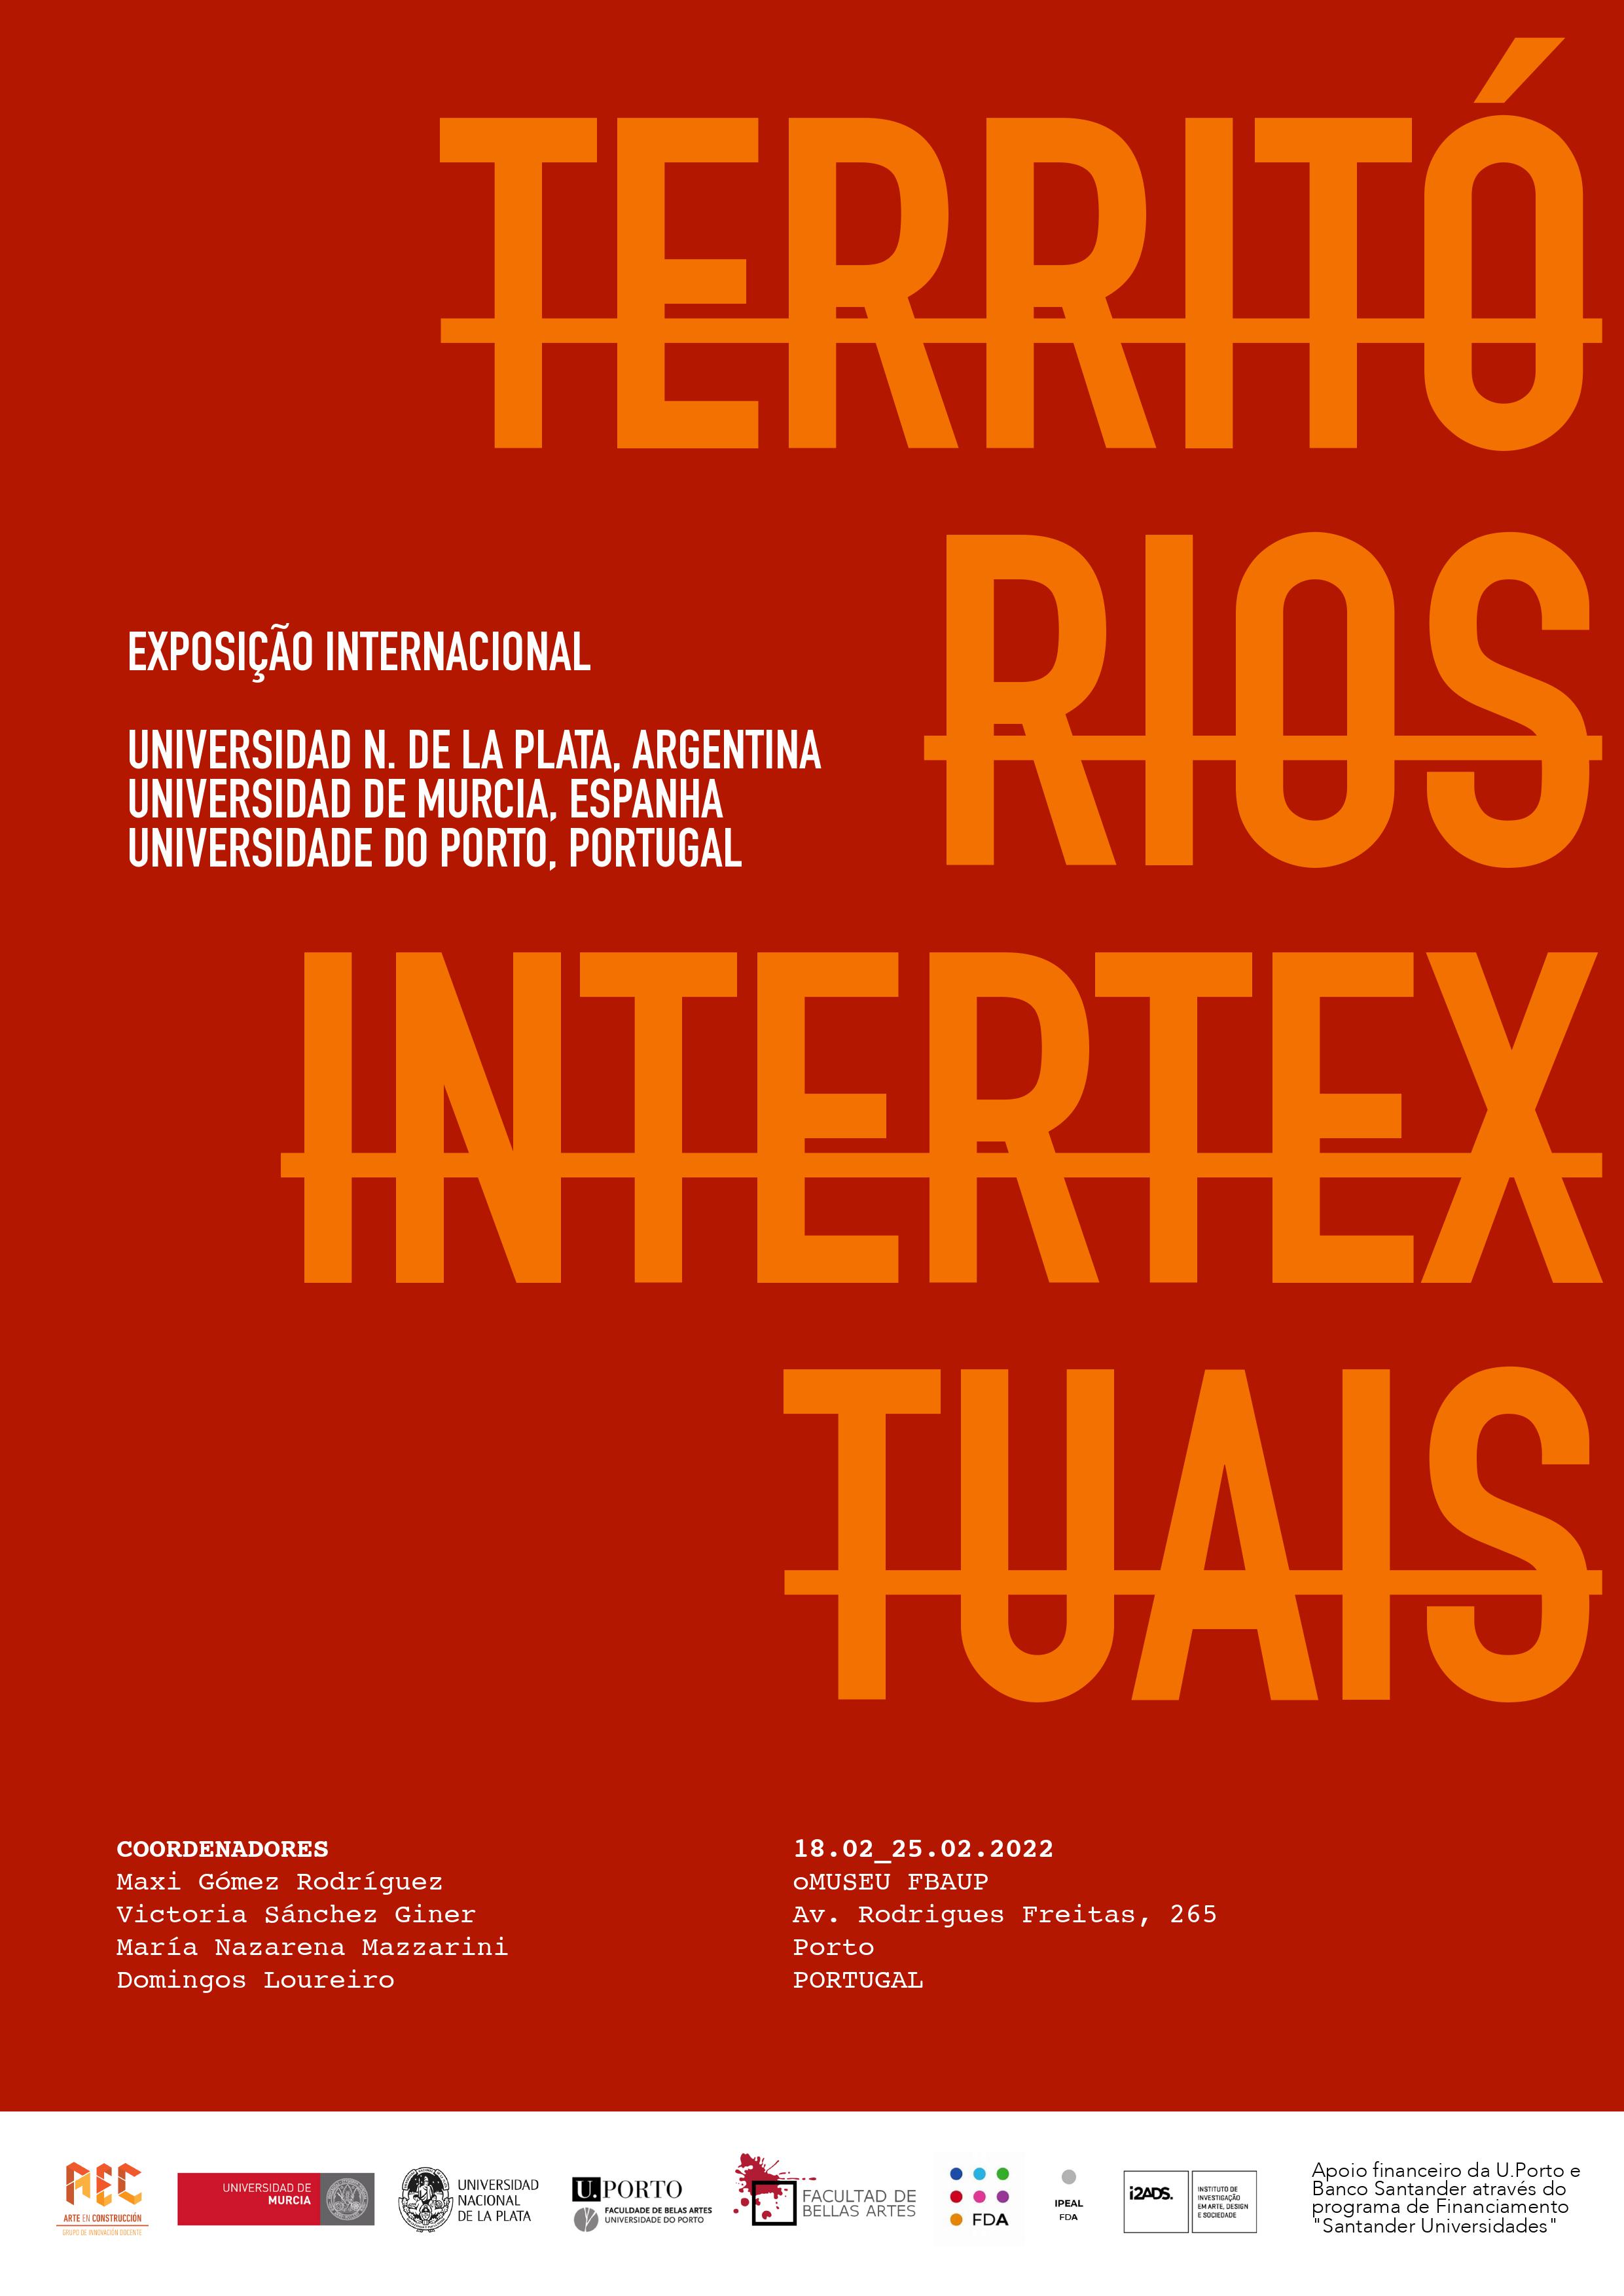 TERRITÓ
RIOS
EXPOSIÇÃO INTERNACIONAL
UNIVERSIDAD N. DE LA PLATA, ARGENTINA
UNIVERSIDAD DE MURCIA, ESPANHA
UNIVERSIDADE DO PORTO, PORTUGAL
INTERTEX
TUAIS
COORDENADORES
Maxi Gómez Rodríguez
Victoria Sánchez Giner
María Nazarena Mazzarini
Domingos Loureiro
18.02_25.02.2022
oMUSEU FBAUP
Av. Rodrigues Freitas, 265
Porto
PORTUGAL
AEC
ARTE EN CONSTRUCCIÓN
GRUPO DE INNOVACIÓN DOCENTE
UNIVERSIDAD DE
MURCIA
UNIVERSIDAD
NACIONAL
DE LA PLATA
U.PORTO
FACULDADE DE BELAS ARTES
UNIVERSIDADE DO PORTO
FACULTAD DE
BELLAS ARTES
FDA
IPEAL
FDA
i2ADS.
INSTITUTO DE
INVESTIGAÇÃO
EM ARTE, DESIGN
E SOCIEDADE
Apoio financeiro da U.Porto e
Banco Santander através do
programa de Financiamento
"Santander Universidades"